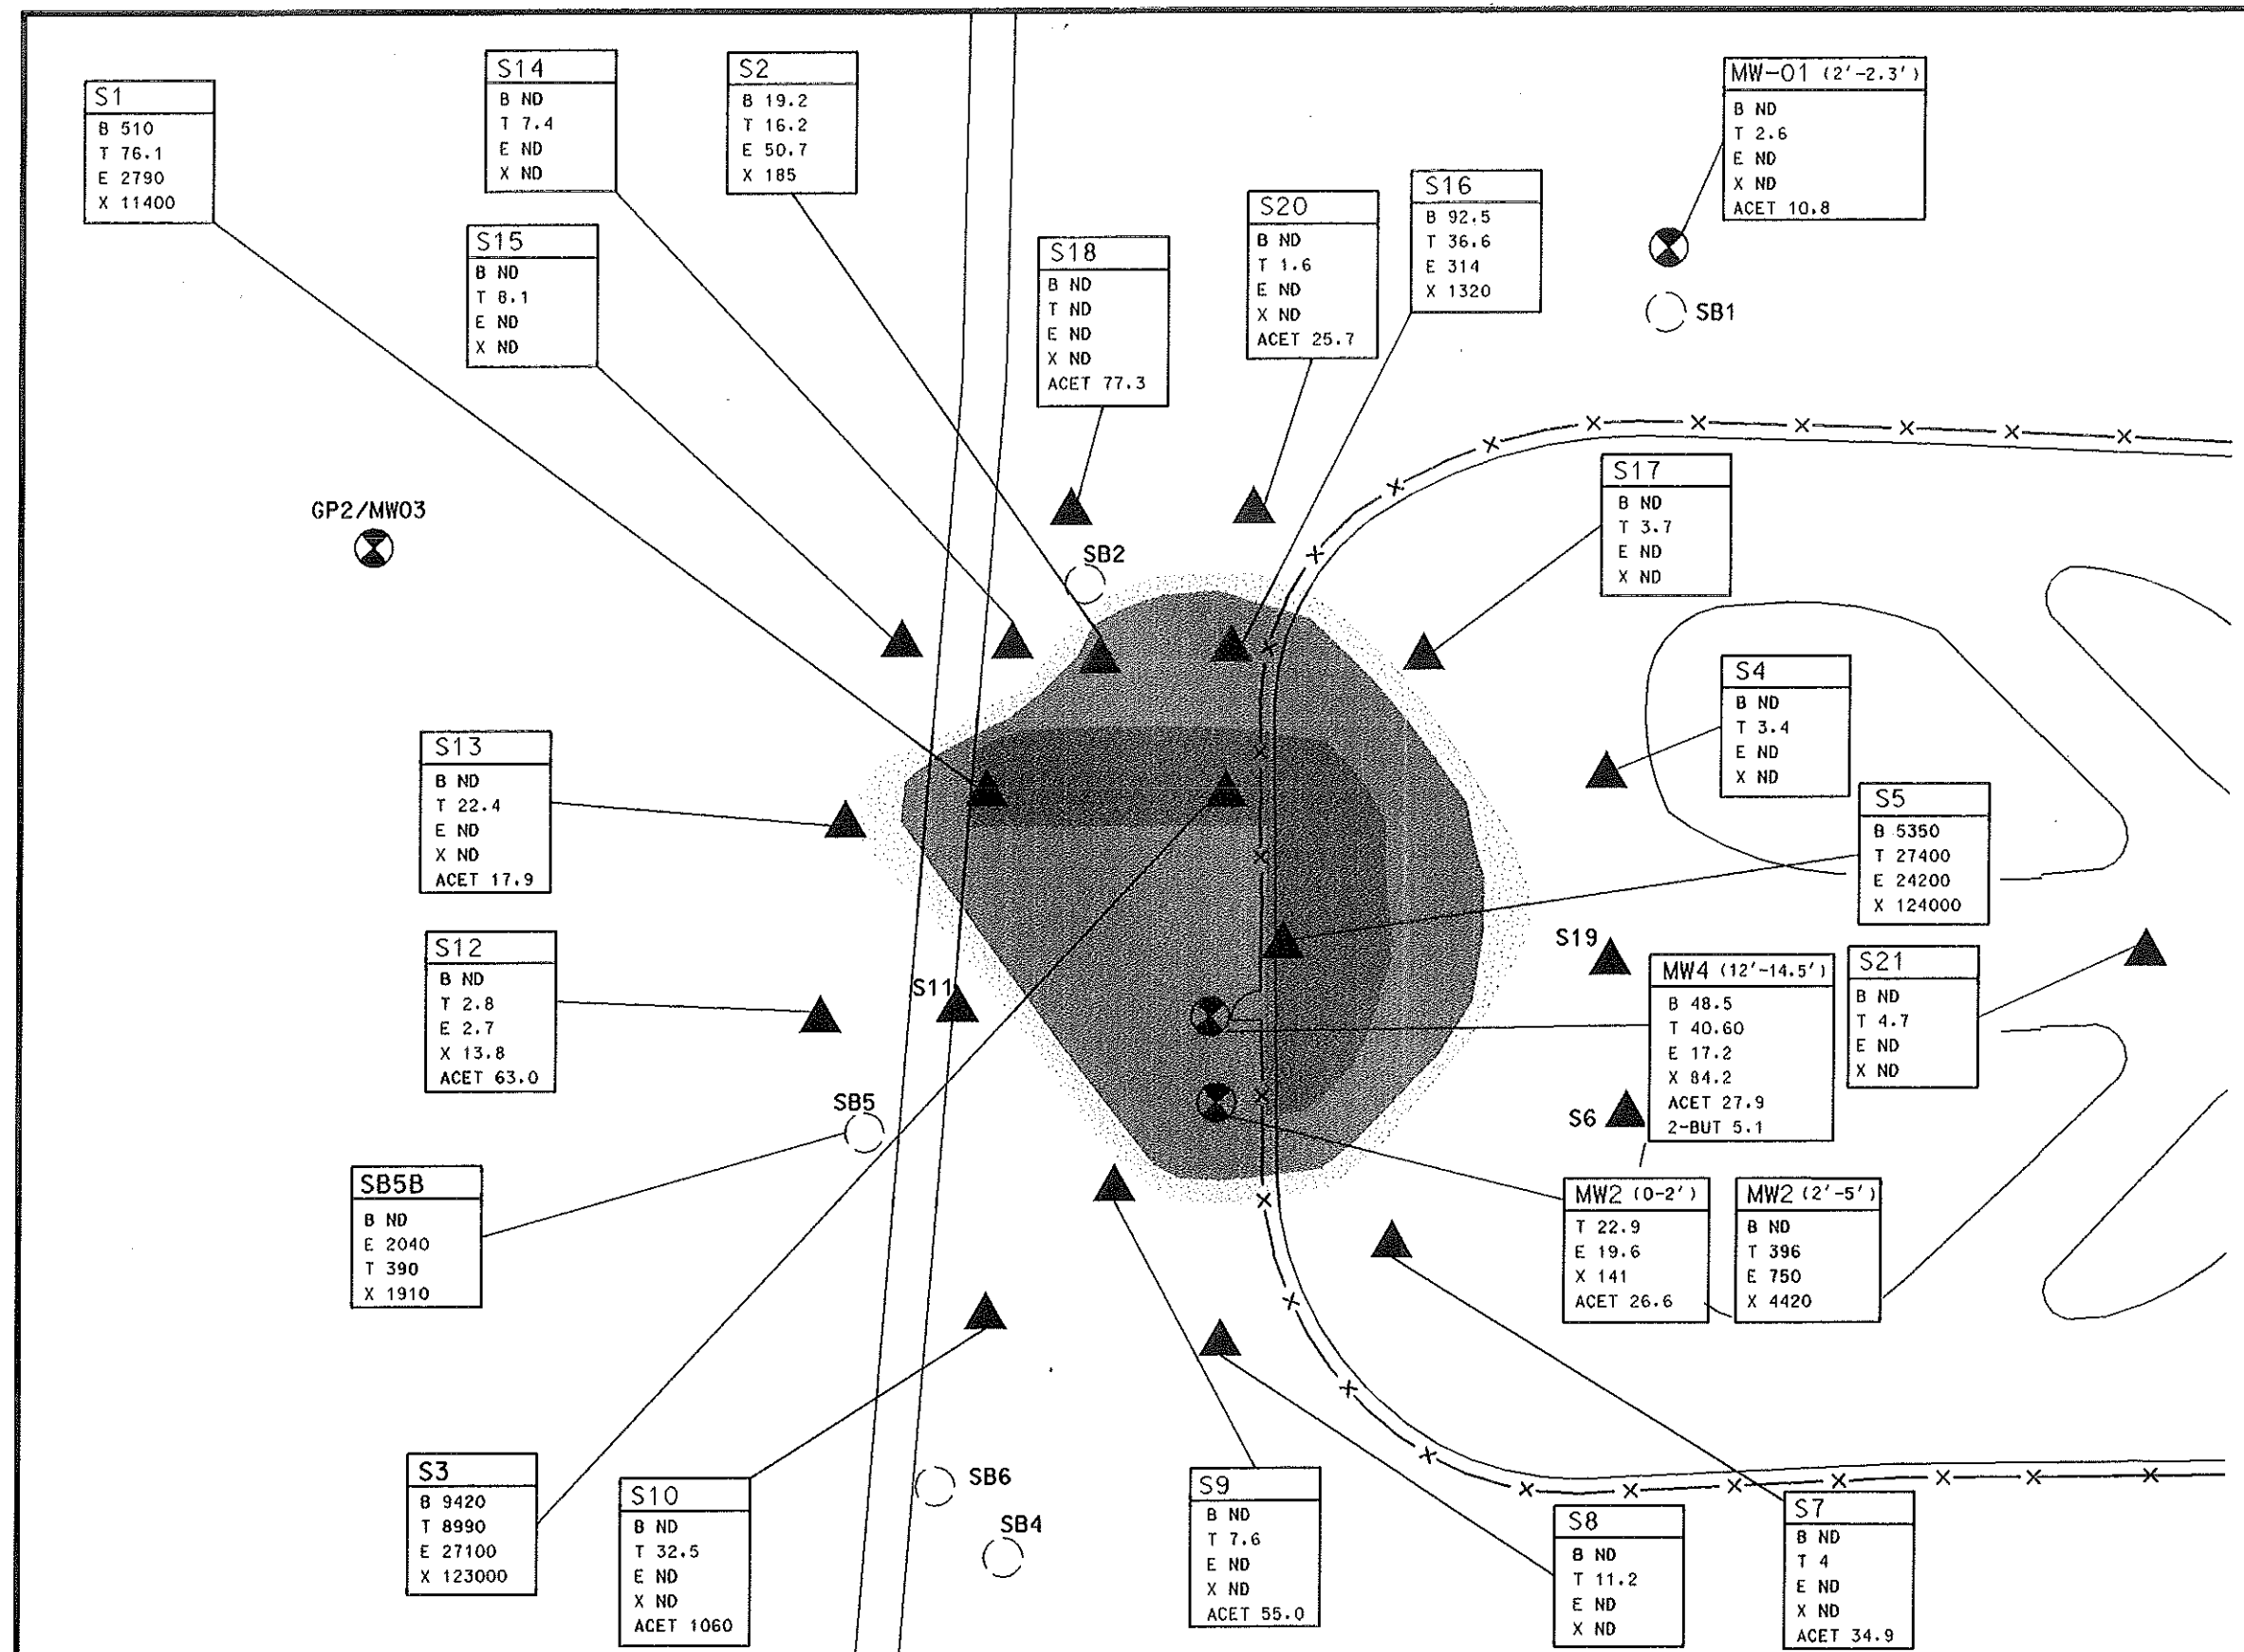 S1
B 510
T 76.1
E 2790
X 11400
S14
B ND
T 7.4
E ND
X ND
S2
B 19.2
T 16.2
E 50.7
X 185
MW-01 (2'-2.3')
B ND
T 2.6
E ND
X ND
ACET 10.8
S15
B ND
T 8.1
E ND
X ND
S18
B ND
T ND
E ND
X ND
ACET 77.3
S20
B ND
T 1.6
E ND
X ND
ACET 25.7
S16
B 92.5
T 36.6
E 314
X 1320
SB1
GP2/MW03
SB2
S17
B ND
T 3.7
E ND
X ND
S13
B ND
T 22.4
E ND
X ND
ACET 17.9
S4
B ND
T 3.4
E ND
X ND
S5
B 5350
T 27400
E 24200
X 124000
S12
B ND
T 2.8
E 2.7
X 13.8
ACET 63.0
S11
S19
MW4 (12'-14.5')
B 48.5
T 40.60
E 17.2
X 84.2
ACET 27.9
2-BUT 5.1
S21
B ND
T 4.7
E ND
X ND
SB5
S6
SB5B
B ND
E 2040
T 390
X 1910
MW2 (0-2')
T 22.9
E 19.6
X 141
ACET 26.6
MW2 (2'-5')
B ND
T 396
E 750
X 4420
S3
B 9420
T 8990
E 27100
X 123000
S10
B ND
T 32.5
E ND
X ND
ACET 1060
SB6
SB4
S9
B ND
T 7.6
E ND
X ND
ACET 55.0
S8
B ND
T 11.2
E ND
X ND
S7
B ND
T 4
E ND
X ND
ACET 34.9